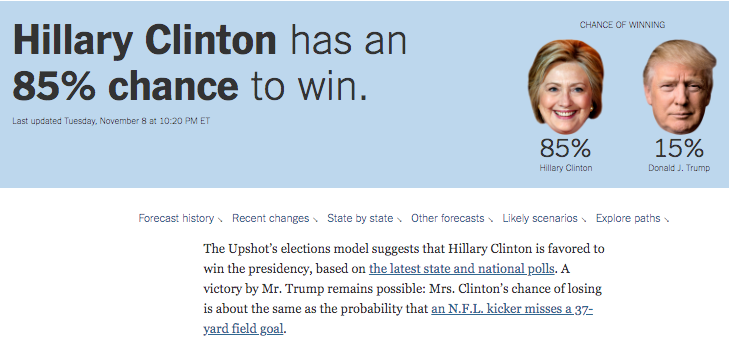 Hillary Clinton has an
85% chance to win.
Last updated Tuesday, November 8 at 10:20 PM ET
CHANCE OF WINNING
85%
Hillary Clinton
15%
Donald J. Trump
Forecast history ↘ Recent changes ↘ State by state ↘ Other forecasts ↘ Likely scenarios ↘ Explore paths ↘
The Upshot’s elections model suggests that Hillary Clinton is favored to
win the presidency, based on the latest state and national polls. A
victory by Mr. Trump remains possible: Mrs. Clinton’s chance of losing
is about the same as the probability that an N.F.L. kicker misses a 37-
yard field goal.